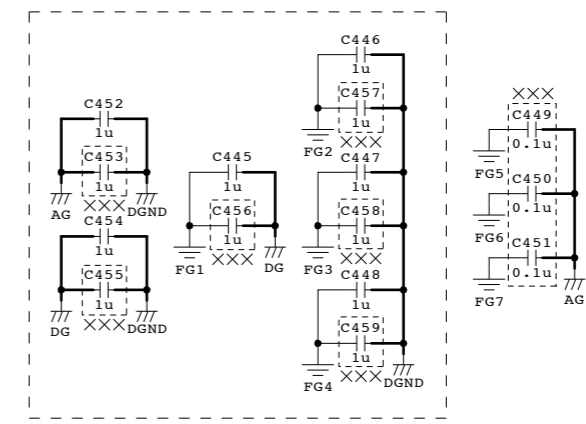 C446
1u
C457
1u
XXX
FG2
C452
1u
C453
1u
XXX
AG
DGND
C445
1u
C456
1u
XXX
FG1
DG
C447
1u
C458
1u
XXX
FG3
C454
1u
C455
1u
XXX
DG
DGND
C448
1u
C459
1u
XXX
FG4
DGND
XXX
C449
0.1u
FG5
C450
0.1u
FG6
C451
0.1u
FG7
AG